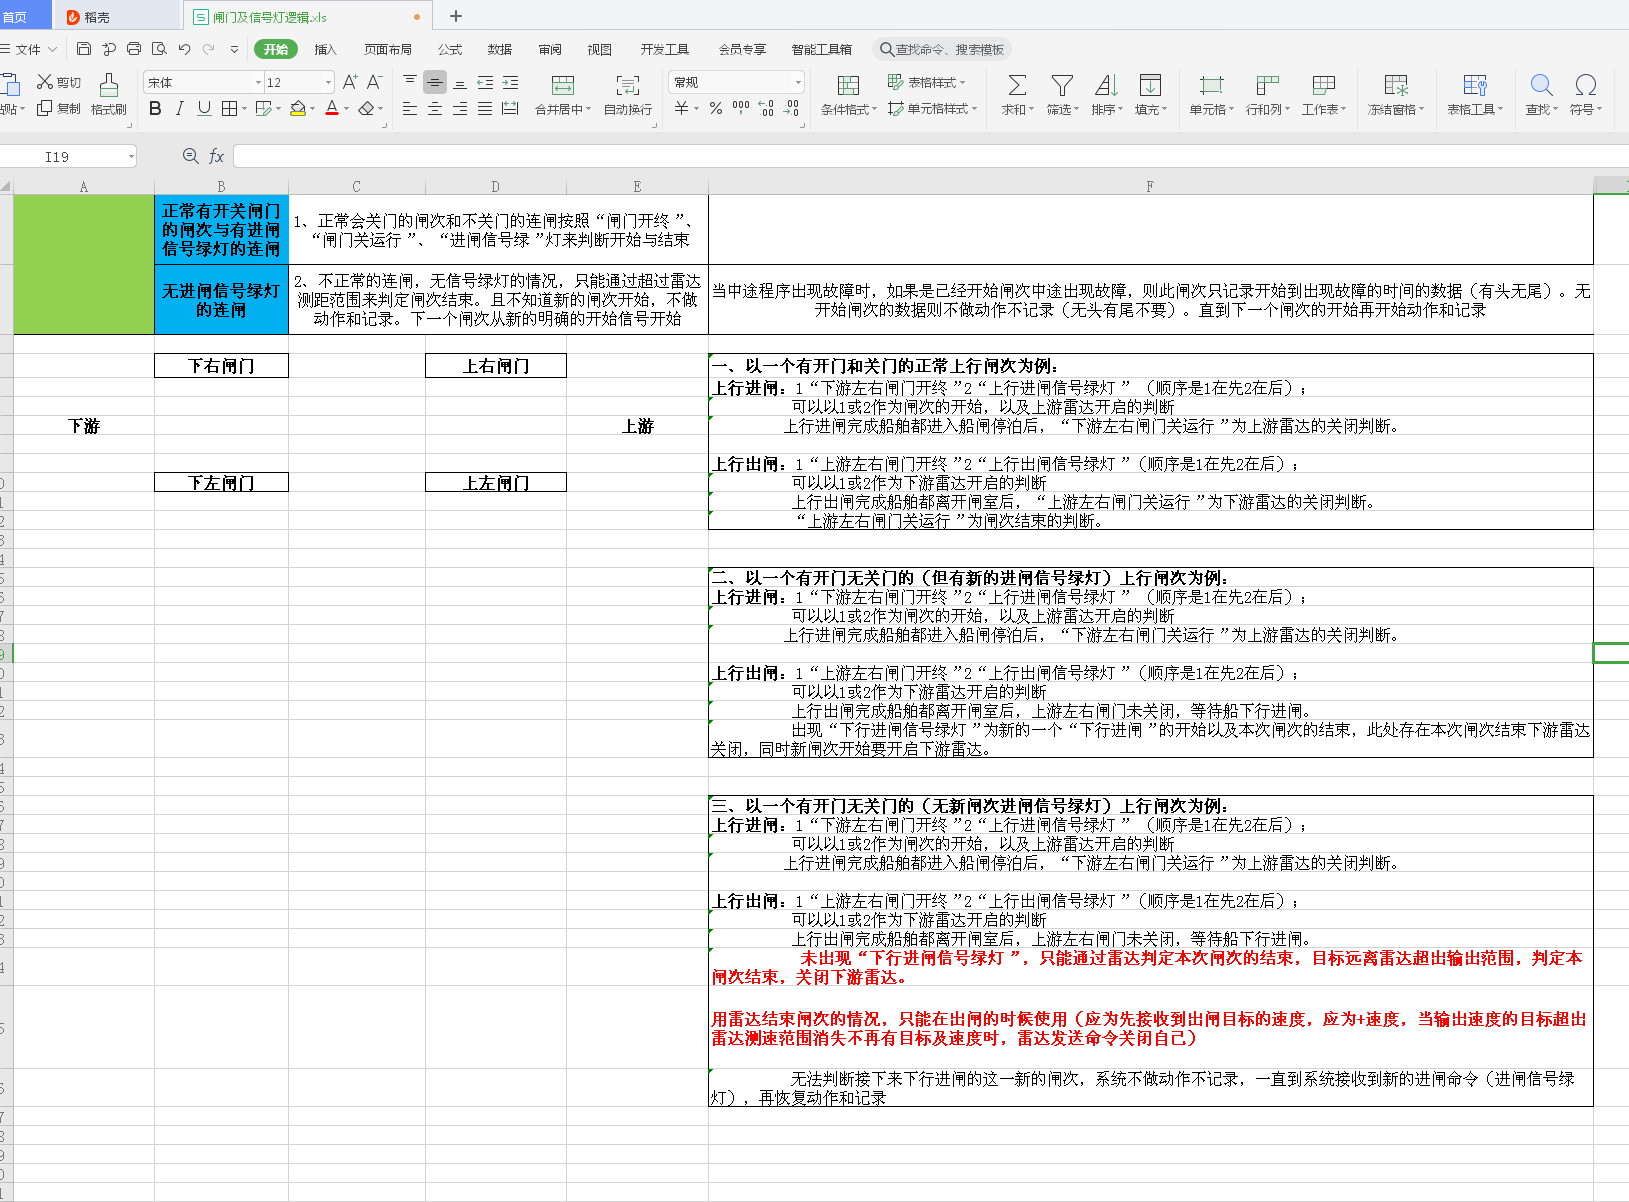 首页
稻壳
闸门及信号灯逻辑.xls
文件
开始
插入
页面布局
公式
数据
审阅
视图
开发工具
会员专享
智能工具箱
查找命令、搜索模板
剪切
复制
格式刷
宋体
12
合并居中
自动换行
常规
条件格式
表格样式
单元格样式
求和
筛选
排序
填充
单元格
行和列
工作表
冻结窗格
表格工具
查找
符号
I19
fx
A B C D E F
正常有开关闸门
的闸次与有进闸
信号绿灯的连闸
1、正常会关门的闸次和不关门的连闸按照“闸门开终”、
“闸门关运行”、“进闸信号绿”灯来判断开始与结束
无进闸信号绿灯
的连闸
2、不正常的连闸，无信号绿灯的情况，只能通过超过雷达
测距范围来判定闸次结束。且不知道新的闸次开始，不做
动作和记录。下一个闸次从新的明确的开始信号开始
当中途程序出现故障时，如果是已经开始闸次中途出现故障，则此闸次只记录开始到出现故障的时间的数据（有头无尾）。无
开始闸次的数据则不做动作不记录（无头有尾不要）。直到下一个闸次的开始再开始动作和记录
下右闸门
上右闸门
下游
上游
下左闸门
上左闸门
一、以一个有开门和关门的正常上行闸次为例：
上行进闸：1“下游左右闸门开终”2“上行进闸信号绿灯”（顺序是1在先2在后）；
可以以1或2作为闸次的开始，以及上游雷达开启的判断
上行进闸完成船舶都进入船闸停泊后，“下游左右闸门关运行”为上游雷达的关闭判断。
上行出闸：1“上游左右闸门开终”2“上行出闸信号绿灯”（顺序是1在先2在后）；
可以以1或2作为下游雷达开启的判断
上行出闸完成船舶都离开闸室后，“上游左右闸门关运行”为下游雷达的关闭判断。
“上游左右闸门关运行”为闸次结束的判断。
二、以一个有开门无关门的（但有新的进闸信号绿灯）上行闸次为例：
上行进闸：1“下游左右闸门开终”2“上行进闸信号绿灯”（顺序是1在先2在后）；
可以以1或2作为闸次的开始，以及上游雷达开启的判断
上行进闸完成船舶都进入船闸停泊后，“下游左右闸门关运行”为上游雷达的关闭判断。
上行出闸：1“上游左右闸门开终”2“上行出闸信号绿灯”（顺序是1在先2在后）；
可以以1或2作为下游雷达开启的判断
上行出闸完成船舶都离开闸室后，上游左右闸门未关闭，等待船下行进闸。
出现“下行进闸信号绿灯”为新的一个“下行进闸”的开始以及本次闸次的结束，此处存在本次闸次结束下游雷达
关闭，同时新闸次开始要开启下游雷达。
三、以一个有开门无关门的（无新闸次进闸信号绿灯）上行闸次为例：
上行进闸：1“下游左右闸门开终”2“上行进闸信号绿灯”（顺序是1在先2在后）；
可以以1或2作为闸次的开始，以及上游雷达开启的判断
上行进闸完成船舶都进入船闸停泊后，“下游左右闸门关运行”为上游雷达的关闭判断。
上行出闸：1“上游左右闸门开终”2“上行出闸信号绿灯”（顺序是1在先2在后）；
可以以1或2作为下游雷达开启的判断
上行出闸完成船舶都离开闸室后，上游左右闸门未关闭，等待船下行进闸。
未出现“下行进闸信号绿灯”，只能通过雷达判定本次闸次的结束，目标远离雷达超出输出范围，判定本
闸次结束，关闭下游雷达。
用雷达结束闸次的情况，只能在出闸的时候使用（应为先接收到出闸目标的速度，应为+速度，当输出速度的目标超出
雷达测速范围消失不再有目标及速度时，雷达发送命令关闭自己）
无法判断接下来下行进闸的这一新的闸次，系统不做动作不记录，一直到系统接收到新的进闸命令（进闸信号绿
灯），再恢复动作和记录